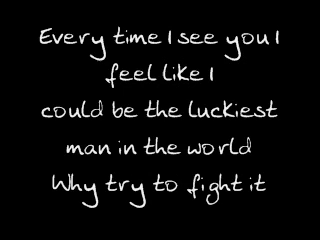 Every time I see you I
feel like I
could be the luckiest
man in the world
Why try to fight it